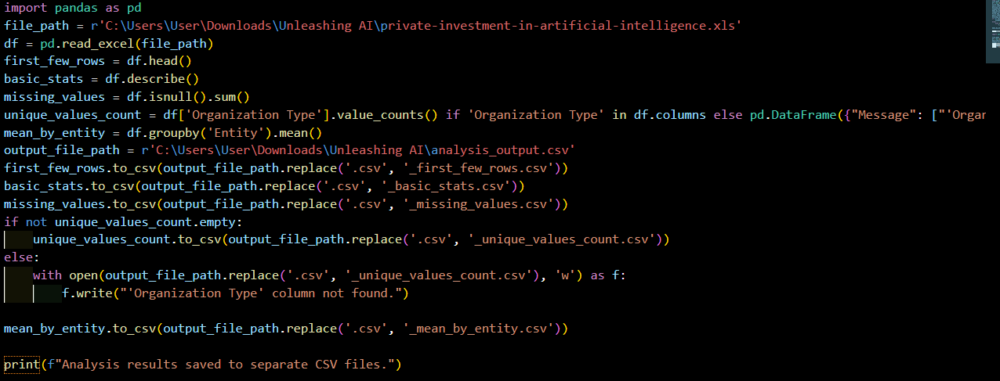 import pandas as pd
file_path = r'C:\Users\User\Downloads\Unleashing AI\private-investment-in-artificial-intelligence.xls'
df = pd.read_excel(file_path)
first_few_rows = df.head()
basic_stats = df.describe()
missing_values = df.isnull().sum()
unique_values_count = df['Organization Type'].value_counts() if 'Organization Type' in df.columns else pd.DataFrame({"Message": ["'Organ
mean_by_entity = df.groupby('Entity').mean()
output_file_path = r'C:\Users\User\Downloads\Unleashing AI\analysis_output.csv'
first_few_rows.to_csv(output_file_path.replace('.csv', '_first_few_rows.csv'))
basic_stats.to_csv(output_file_path.replace('.csv', '_basic_stats.csv'))
missing_values.to_csv(output_file_path.replace('.csv', '_missing_values.csv'))
if not unique_values_count.empty:
    unique_values_count.to_csv(output_file_path.replace('.csv', '_unique_values_count.csv'))
else:
    with open(output_file_path.replace('.csv', '_unique_values_count.csv'), 'w') as f:
        f.write("'Organization Type' column not found.")
mean_by_entity.to_csv(output_file_path.replace('.csv', '_mean_by_entity.csv'))
print(f"Analysis results saved to separate CSV files.")